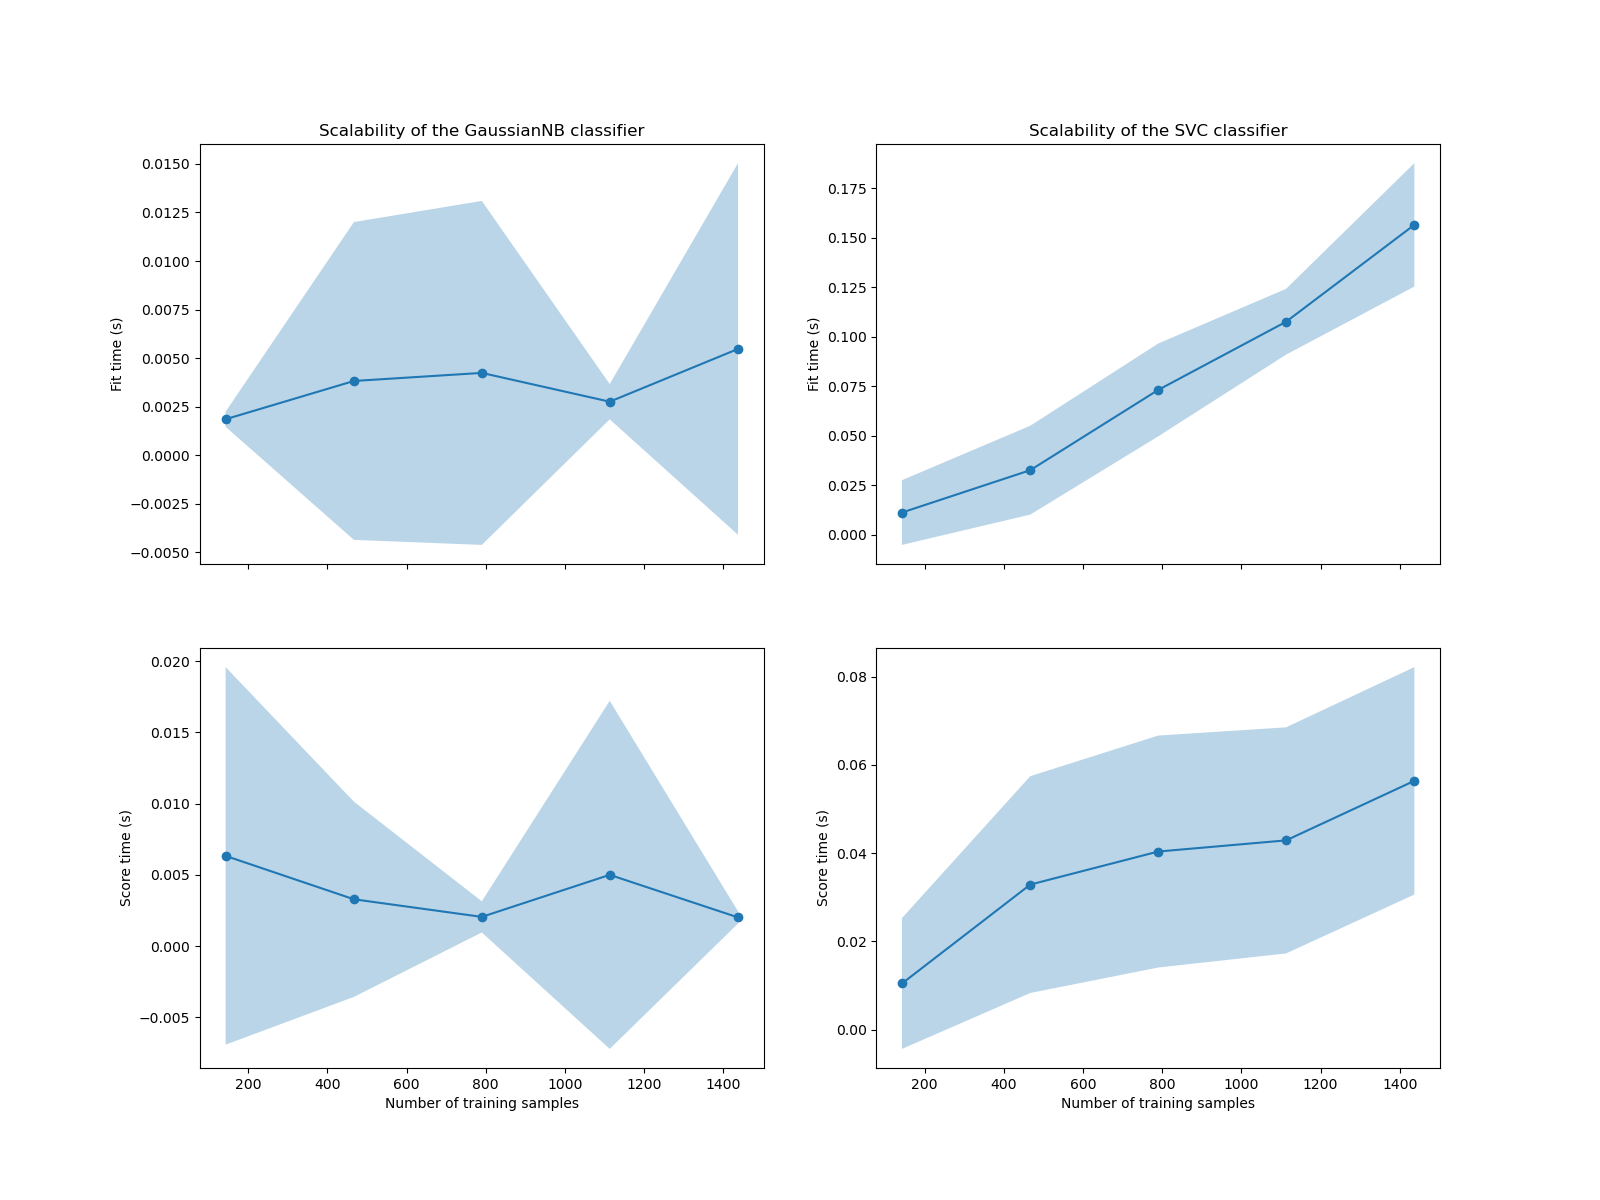 Scalability of the GaussianNB classifier
0.0150
0.0125
0.0100
0.0075
0.0050
0.0025
0.0000
−0.0025
−0.0050
Fit time (s)
Scalability of the SVC classifier
0.175
0.150
0.125
0.100
0.075
0.050
0.025
0.000
Fit time (s)
0.020
0.015
0.010
0.005
0.000
−0.005
Score time (s)
200 400 600 800 1000 1200 1400
Number of training samples
0.08
0.06
0.04
0.02
0.00
Score time (s)
200 400 600 800 1000 1200 1400
Number of training samples